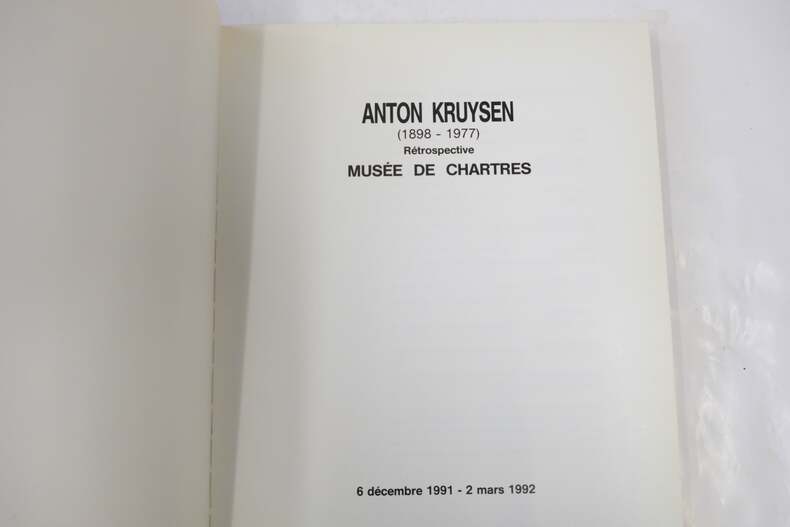 ANTON KRUYSEN
(1898 - 1977)
Rétrospective
MUSÉE DE CHARTRES
6 décembre 1991 - 2 mars 1992